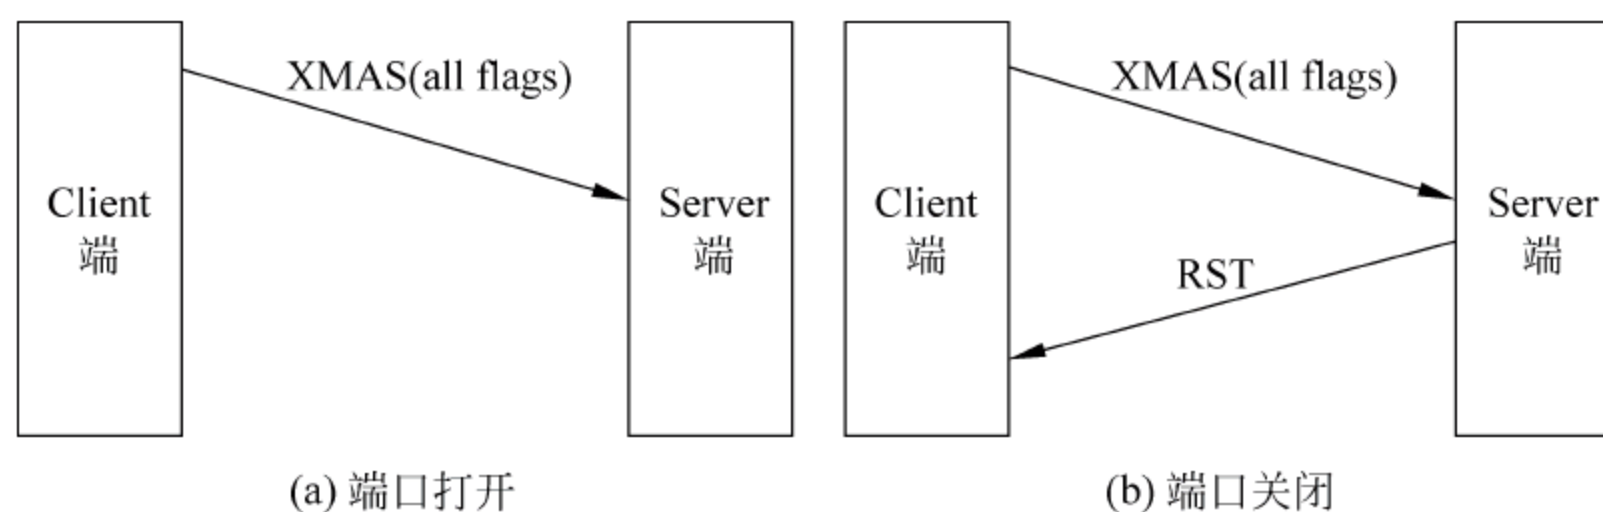 XMAS(all flags)
Client
端
Server
端
(a) 端口打开
XMAS(all flags)
Client
端
RST
Server
端
(b) 端口关闭